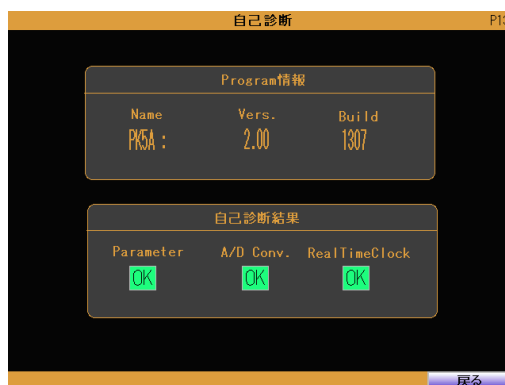 自己診断 P13
Program情報
Name Vers. Build
PK5A : 2.00 1307
自己診断結果
Parameter A/D Conv. RealTimeClock
OK OK OK
戻る